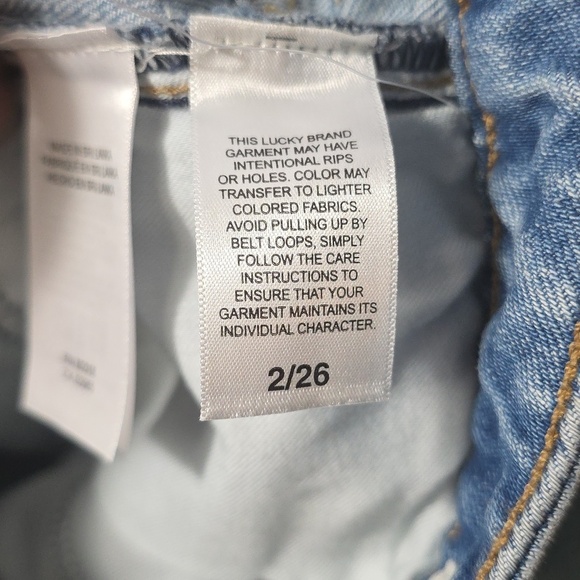 THIS LUCKY BRAND
GARMENT MAY HAVE
INTENTIONAL RIPS
OR HOLES. COLOR MAY
TRANSFER TO LIGHTER
COLORED FABRICS.
AVOID PULLING UP BY
BELT LOOPS, SIMPLY
FOLLOW THE CARE
INSTRUCTIONS TO
ENSURE THAT YOUR
GARMENT MAINTAINS ITS
INDIVIDUAL CHARACTER.
2/26